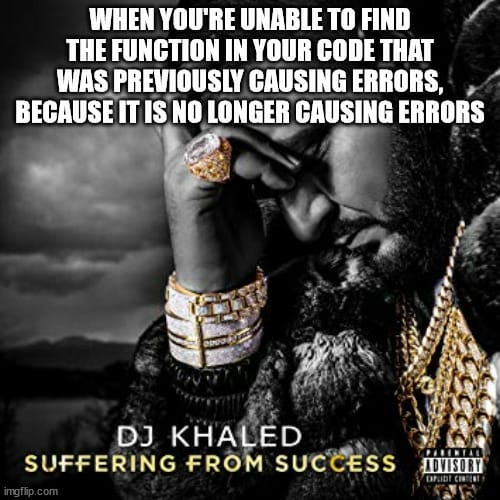 WHEN YOU'RE UNABLE TO FIND
THE FUNCTION IN YOUR CODE THAT
WAS PREVIOUSLY CAUSING ERRORS,
BECAUSE IT IS NO LONGER CAUSING ERRORS
DJ KHALED
SUFFERING FROM SUCCESS
PARENTAL
ADVISORY
EXPLICIT CONTENT
imgflip.com